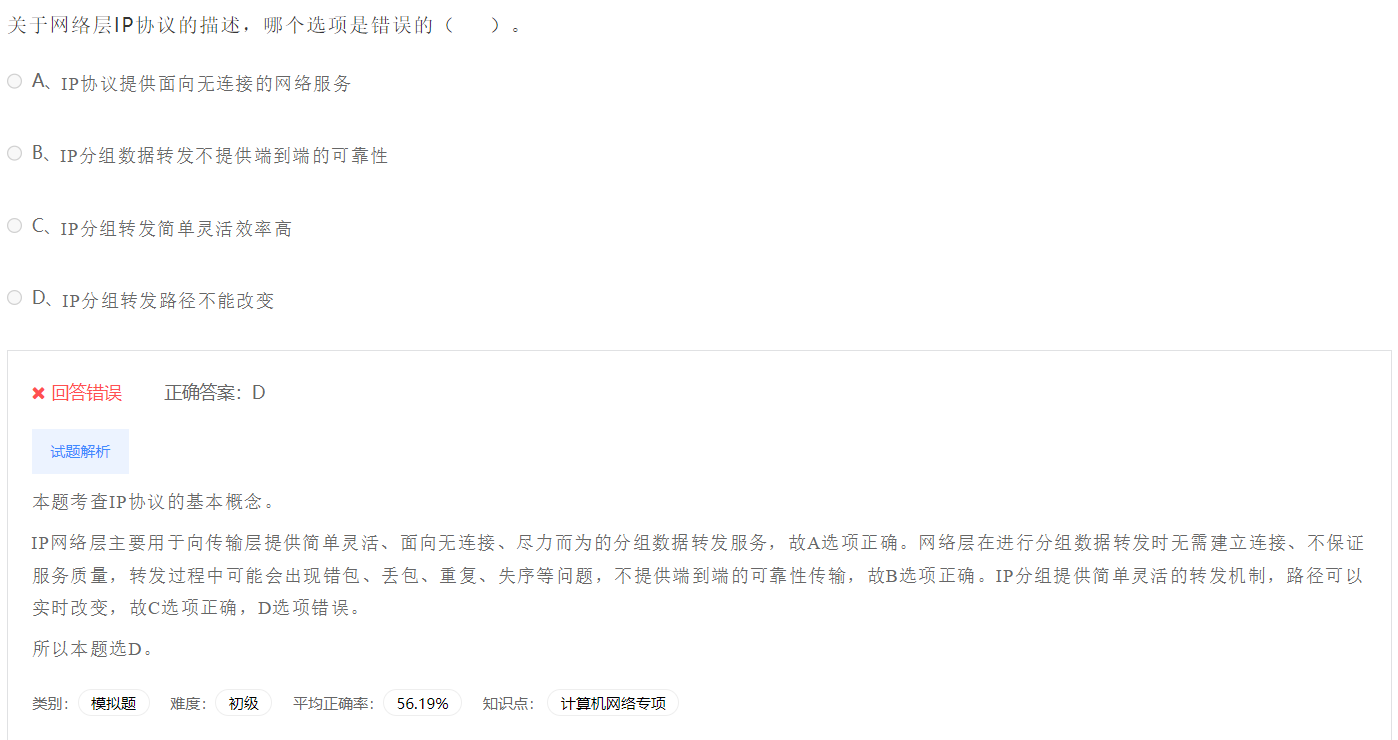 关于网络层IP协议的描述，哪个选项是错误的（　　）。
A、IP协议提供面向无连接的网络服务
B、IP分组数据转发不提供端到端的可靠性
C、IP分组转发简单灵活效率高
D、IP分组转发路径不能改变
回答错误 正确答案：D
试题解析
本题考查IP协议的基本概念。
IP网络层主要用于向传输层提供简单灵活、面向无连接、尽力而为的分组数据转发服务，故A选项正确。网络层在进行分组数据转发时无需建立连接、不保证
服务质量，转发过程中可能会出现错包、丢包、重复、失序等问题，不提供端到端的可靠性传输，故B选项正确。IP分组提供简单灵活的转发机制，路径可以
实时改变，故C选项正确，D选项错误。
所以本题选D。
类别： 模拟题 难度： 初级 平均正确率： 56.19% 知识点： 计算机网络专项